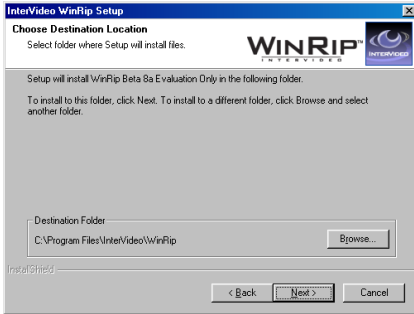 InterVideo WinRip Setup
Choose Destination Location
Select folder where Setup will install files.
WINRIP™
INTERVIDEO
INTERVIDEO
Setup will install WinRip Beta 8a Evaluation Only in the following folder.
To install to this folder, click Next. To install to a different folder, click Browse and select
another folder.
Destination Folder
C:\Program Files\InterVideo\WinRip
Browse...
InstallShield
< Back
Next >
Cancel